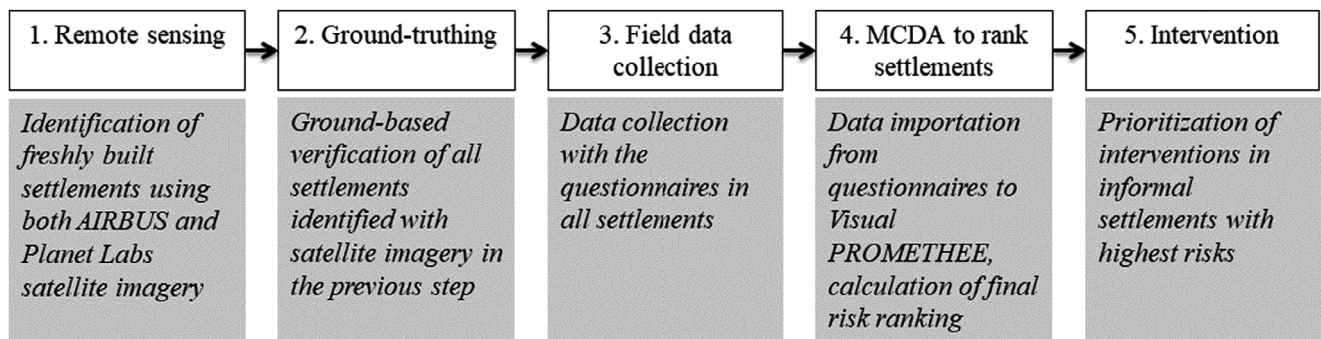 1. Remote sensing
Identification of
freshly built
settlements using
both AIRBUS and
Planet Labs
satellite imagery
2. Ground-truthing
Ground-based
verification of all
settlements
identified with
satellite imagery in
the previous step
3. Field data
collection
Data collection
with the
questionnaires in
all settlements
4. MCDA to rank
settlements
Data importation
from
questionnaires to
Visual
PROMETHEE,
calculation of final
risk ranking
5. Intervention
Prioritization of
interventions in
informal
settlements with
highest risks